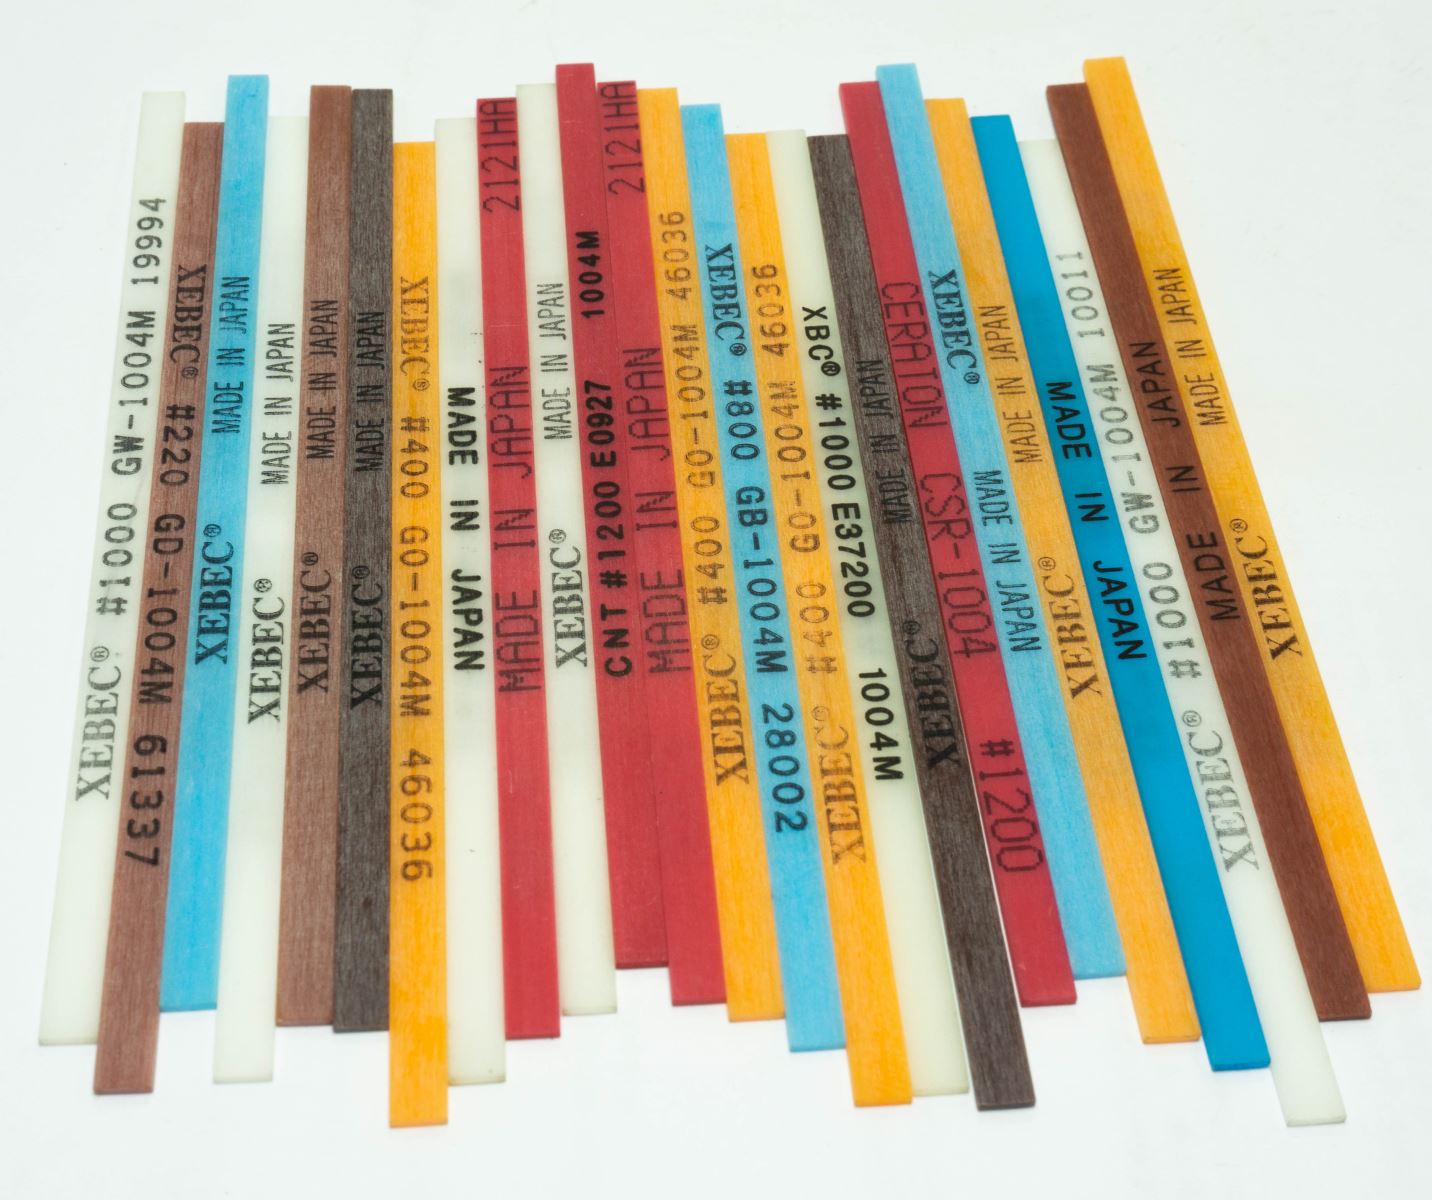 XEBEC® #1000 GW-1004M 19994
XEBEC® #220 GD-1004M 61337
XEBEC® MADE IN JAPAN
XEBEC® MADE IN JAPAN
XEBEC® MADE IN JAPAN
XEBEC® MADE IN JAPAN
XEBEC® #400 GO-1004M 46036
MADE IN JAPAN
MADE IN JAPAN 2121HA
XEBEC® MADE IN JAPAN
CNT #1200 E0927 1004M
MADE IN JAPAN 2121HA
XEBEC® #400 GO-1004M 46036
XEBEC® #800 GB-1004M 28002
XEBEC® #400 GO-1004M 46036
XBC® #1000 E37200 1004M
XEBEC® MADE IN JAPAN
CERATON CSR-1004 #1200
XEBEC® MADE IN JAPAN
XEBEC® MADE IN JAPAN
MADE IN JAPAN
XEBEC® #1000 GW-1004M 10011
MADE IN JAPAN
XEBEC® MADE IN JAPAN